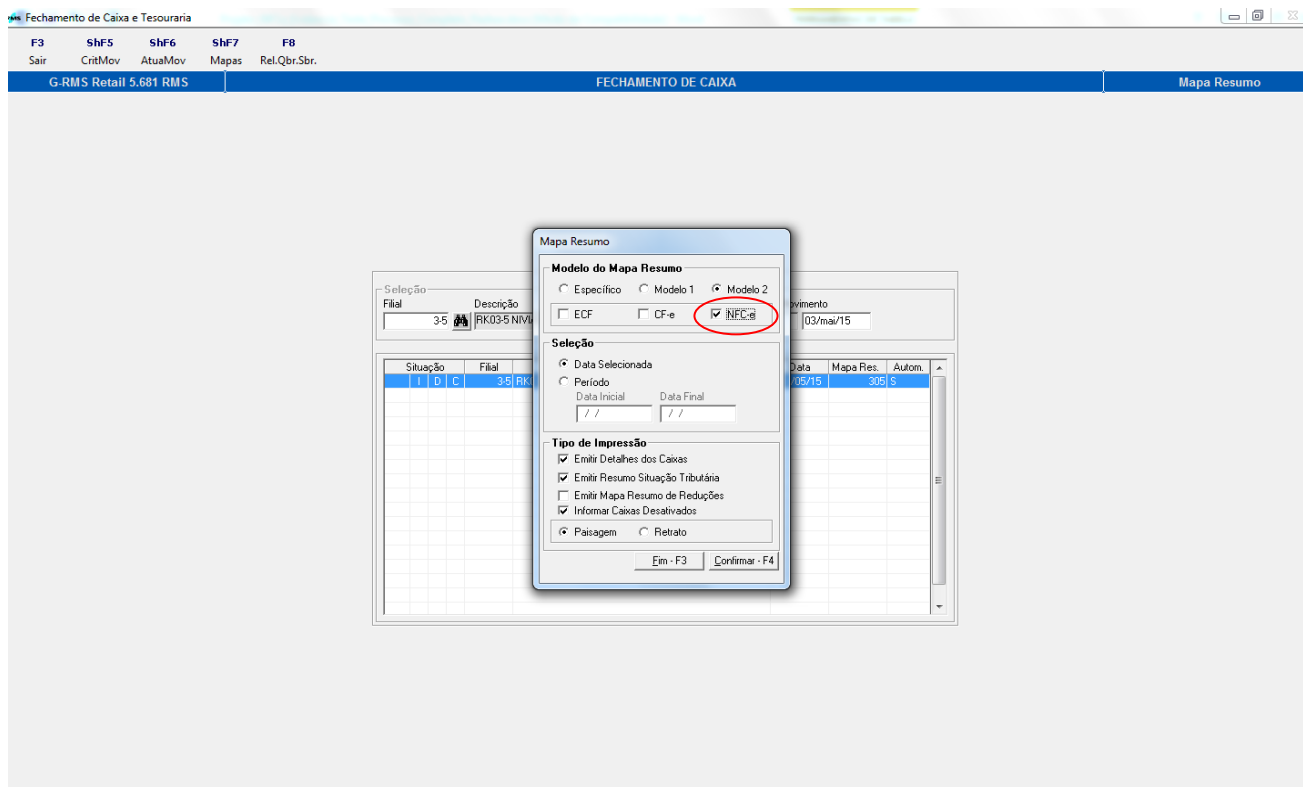 Fechamento de Caixa e Tesouraria
F3 ShF5 ShF6 ShF7 F8
Sair CritMov AtuaMov Mapas Rel.Qbr.Sbr.
G-RMS Retail 5.681 RMS FECHAMENTO DE CAIXA Mapa Resumo
Mapa Resumo
Modelo do Mapa Resumo
Específico Modelo 1 Modelo 2
ECF CF-e NFC-e
Seleção
Data Selecionada
Período
Data Inicial Data Final
/ / / /
Tipo de Impressão
Emitir Detalhes dos Caixas
Emitir Resumo Situação Tributária
Emitir Mapa Resumo de Reduções
Informar Caixas Desativados
Paisagem Retrato
Fim - F3 Confirmar - F4
Seleção
Filial Descrição
3-5 RK03-5 03/mai/15
Situação Filial Data Mapa Res. Autom.
I D C 3-5 /05/15 305 S